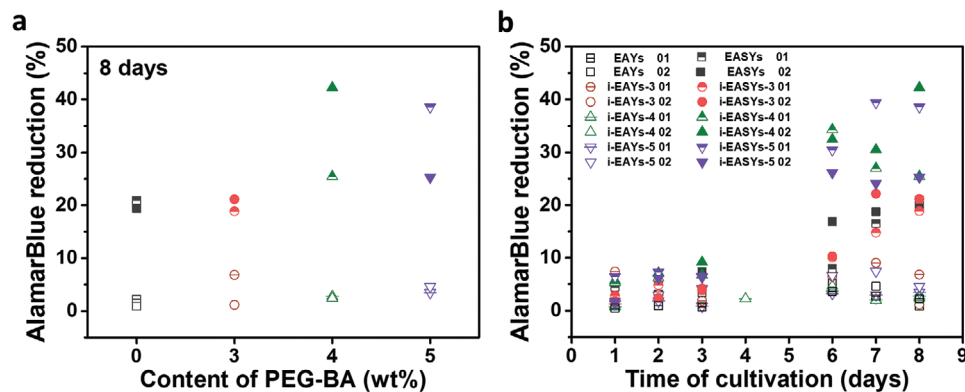 a
AlamarBlue reduction (%)
50
40
30
20
10
0
8 days
0 3 4 5
Content of PEG-BA (wt%)
b
AlamarBlue reduction (%)
50
40
30
20
10
0
EAYs 01 EASYs 01
EAYs 02 EASYs 02
i-EAYs-3 01 i-EASYs-3 01
i-EAYs-3 02 i-EASYs-3 02
i-EAYs-4 01 i-EASYs-4 01
i-EAYs-4 02 i-EASYs-4 02
i-EAYs-5 01 i-EASYs-5 01
i-EAYs-5 02 i-EASYs-5 02
0 1 2 3 4 5 6 7 8 9
Time of cultivation (days)